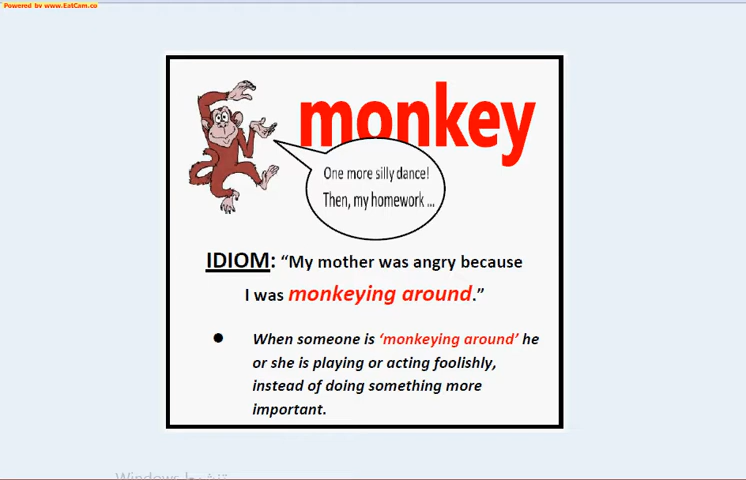 Powered by www.EatCam.co
monkey
One more silly dance!
Then, my homework ...
IDIOM: “My mother was angry because
I was monkeying around.”
● When someone is ‘monkeying around’ he
or she is playing or acting foolishly,
instead of doing something more
important.